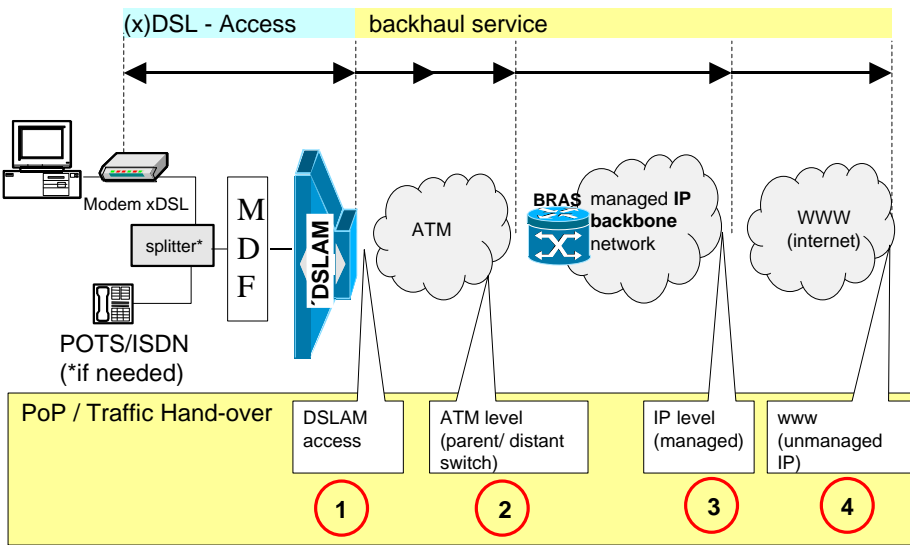 (x)DSL - Access
backhaul service
Modem xDSL
splitter*
POTS/ISDN
(*if needed)
M
D
F
´DSLAM
ATM
BRAS
managed IP
backbone
network
WWW
(internet)
PoP / Traffic Hand-over
DSLAM
access
ATM level
(parent/ distant
switch)
IP level
(managed)
www
(unmanaged
IP)
1
2
3
4